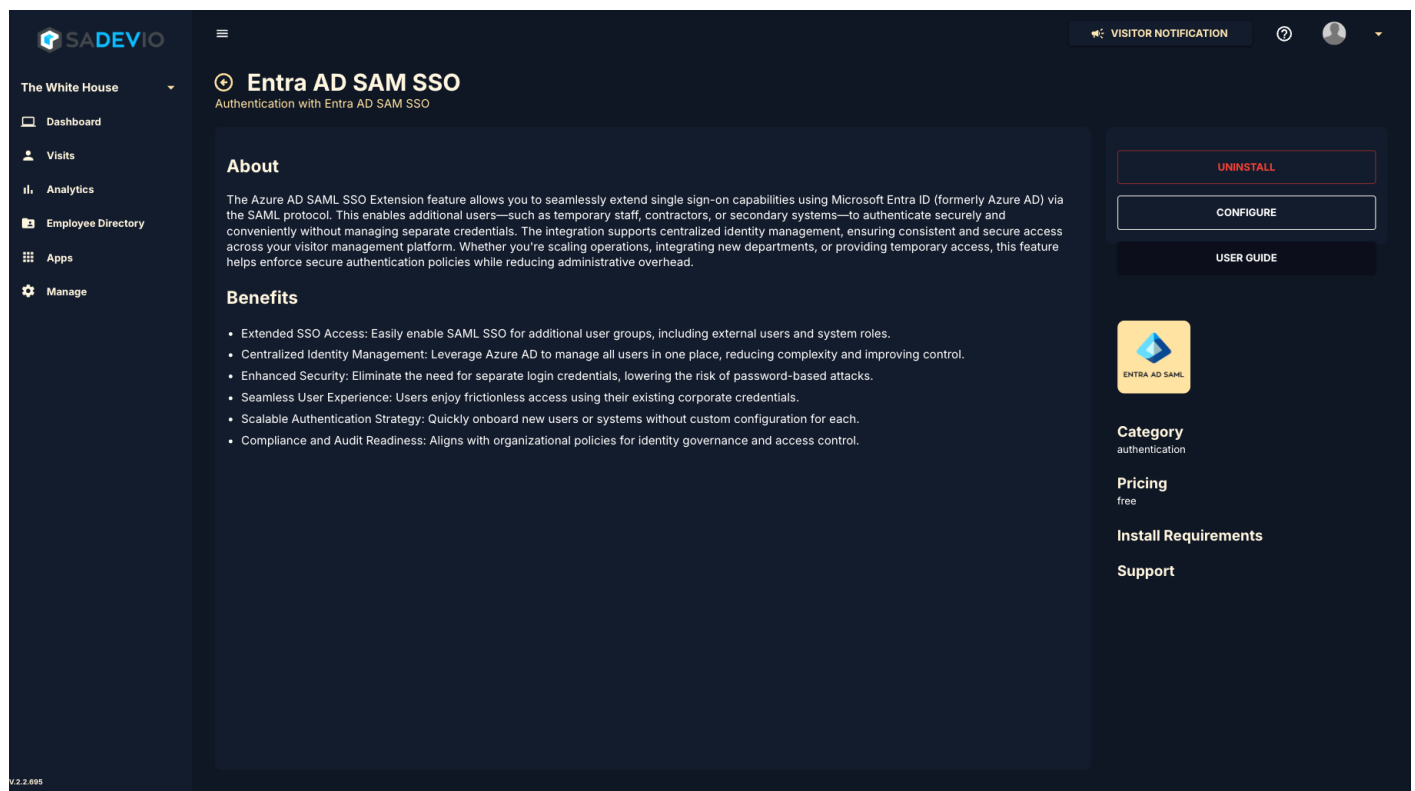 SADEVIO
VISITOR NOTIFICATION
The White House
Dashboard
Visits
Analytics
Employee Directory
Apps
Manage
V.2.2.695
Entra AD SAM SSO
Authentication with Entra AD SAM SSO
About
The Azure AD SAML SSO Extension feature allows you to seamlessly extend single sign-on capabilities using Microsoft Entra ID (formerly Azure AD) via
the SAML protocol. This enables additional users—such as temporary staff, contractors, or secondary systems—to authenticate securely and
conveniently without managing separate credentials. The integration supports centralized identity management, ensuring consistent and secure access
across your visitor management platform. Whether you're scaling operations, integrating new departments, or providing temporary access, this feature
helps enforce secure authentication policies while reducing administrative overhead.
Benefits
• Extended SSO Access: Easily enable SAML SSO for additional user groups, including external users and system roles.
• Centralized Identity Management: Leverage Azure AD to manage all users in one place, reducing complexity and improving control.
• Enhanced Security: Eliminate the need for separate login credentials, lowering the risk of password-based attacks.
• Seamless User Experience: Users enjoy frictionless access using their existing corporate credentials.
• Scalable Authentication Strategy: Quickly onboard new users or systems without custom configuration for each.
• Compliance and Audit Readiness: Aligns with organizational policies for identity governance and access control.
UNINSTALL
CONFIGURE
USER GUIDE
ENTRA AD SAML
Category
authentication
Pricing
free
Install Requirements
Support